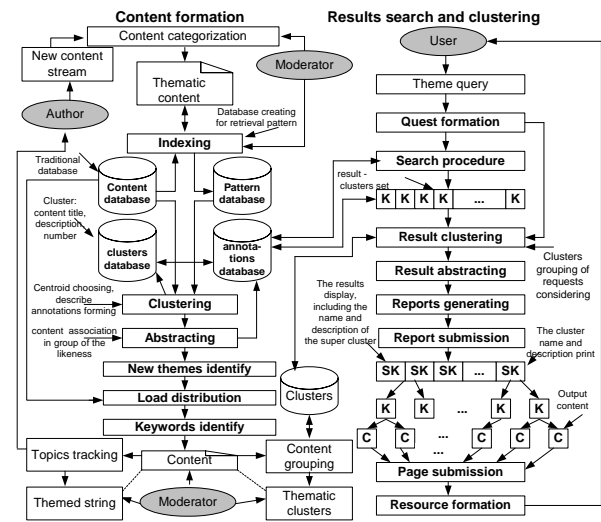 Content formation
Results search and clustering
Content categorization
User
New content
stream
Moderator
Thematic
content
Theme query
Author
Database creating
for retrieval pattern
Quest formation
Indexing
Traditional
database
Search procedure
Content
database
Pattern
database
result -
clusters set
K K K K ... K
Cluster:
content title,
description
number
clusters
database
annota-
tions
database
Result clustering
Clusters
grouping of
requests
considering
Result abstracting
Centroid choosing,
describe
annotations forming
Clustering
The results
display,
including the
name and
description of
the super cluster
Reports generating
content association
in group of the
likeness
Abstracting
Report submission
The cluster
name and
description print
New themes identify
SK SK SK ... SK
Load distribution
Clusters
K K ... K K
Output
content
Keywords identify
C C ... C C C
...
Topics tracking
Content
Content
grouping
Page submission
Themed string
Moderator
Thematic
clusters
Resource formation